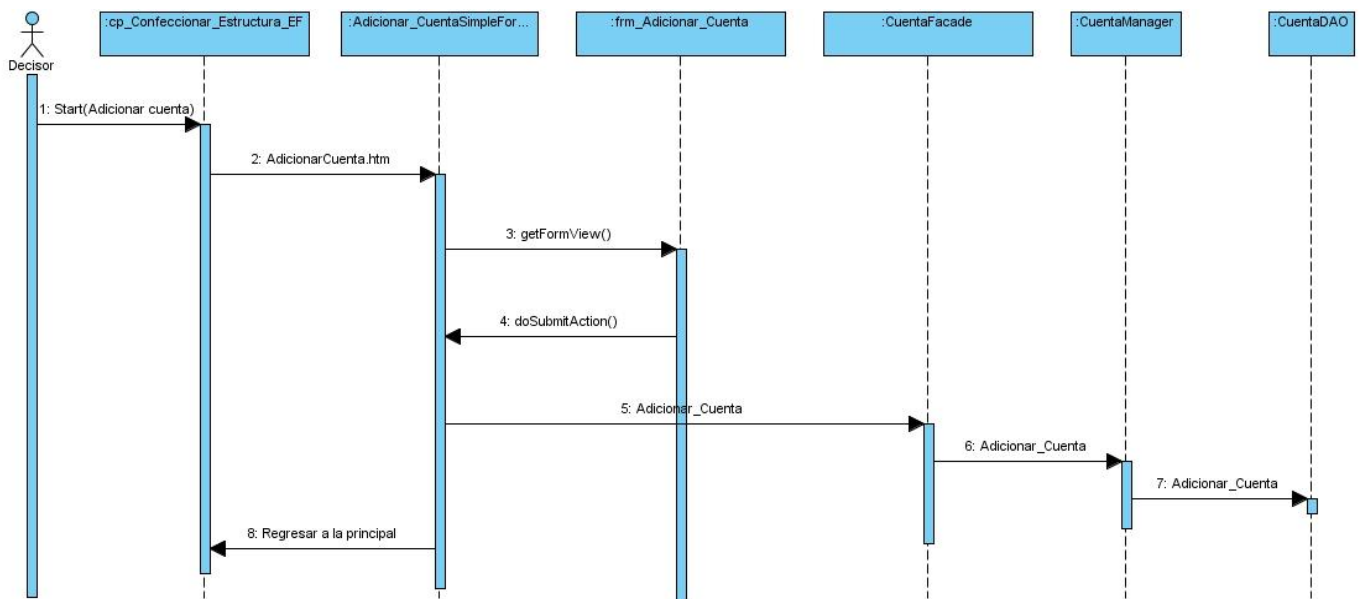 :cp_Confeccionar_Estructura_EF
:Adicionar_CuentaSimpleFor...
:frm_Adicionar_Cuenta
:CuentaFacade
:CuentaManager
:CuentaDAO
Decisor
1: Start(Adicionar cuenta)
2: AdicionarCuenta.htm
3: getFormView()
4: doSubmitAction()
5: Adicionar_Cuenta
6: Adicionar_Cuenta
7: Adicionar_Cuenta
8: Regresar a la principal